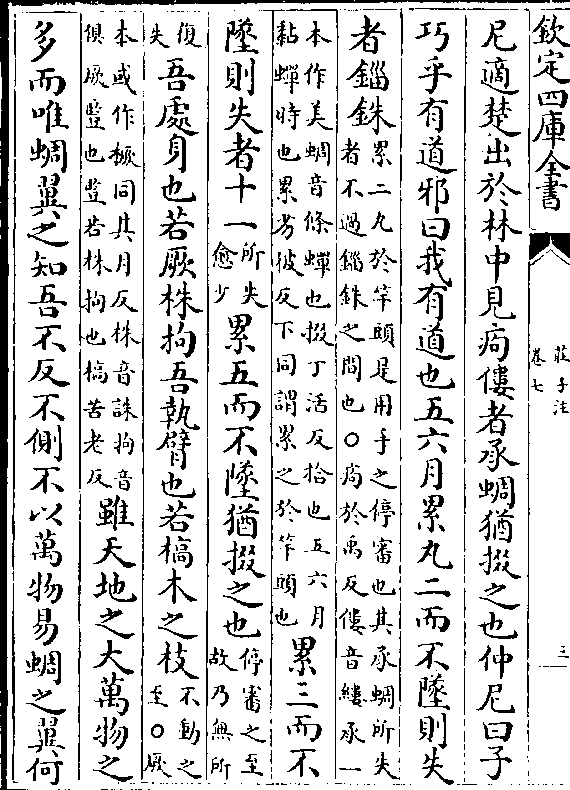 欽定四庫全書
莊子注
卷七
三
尼適楚出於林中見痀僂者承蜩猶掇之也仲尼曰子
巧乎有道邪曰我有道也五六月累丸二而不墜則失
者錙銖累二丸於竿頭是用手之停審也其承蜩所失者不過錙銖之間也○痀於禹反僂音縷承一
本作美蜩音條蟬也掇丁活反拾也五六月黏蟬時也累劣彼反下同謂累之於竿頭也累三而不
墜則失者十一所失愈少累五而不墜猶掇之也停審之至故乃無所
復失吾處身也若厥株拘吾執臂也若槁木之枝不動之至○厥
本或作橛同其月反株音誅拘音俱厥豎也豎若株拘也槁苦老反雖天地之大萬物之
多而唯蜩翼之知吾不反不側不以萬物易蜩之翼何